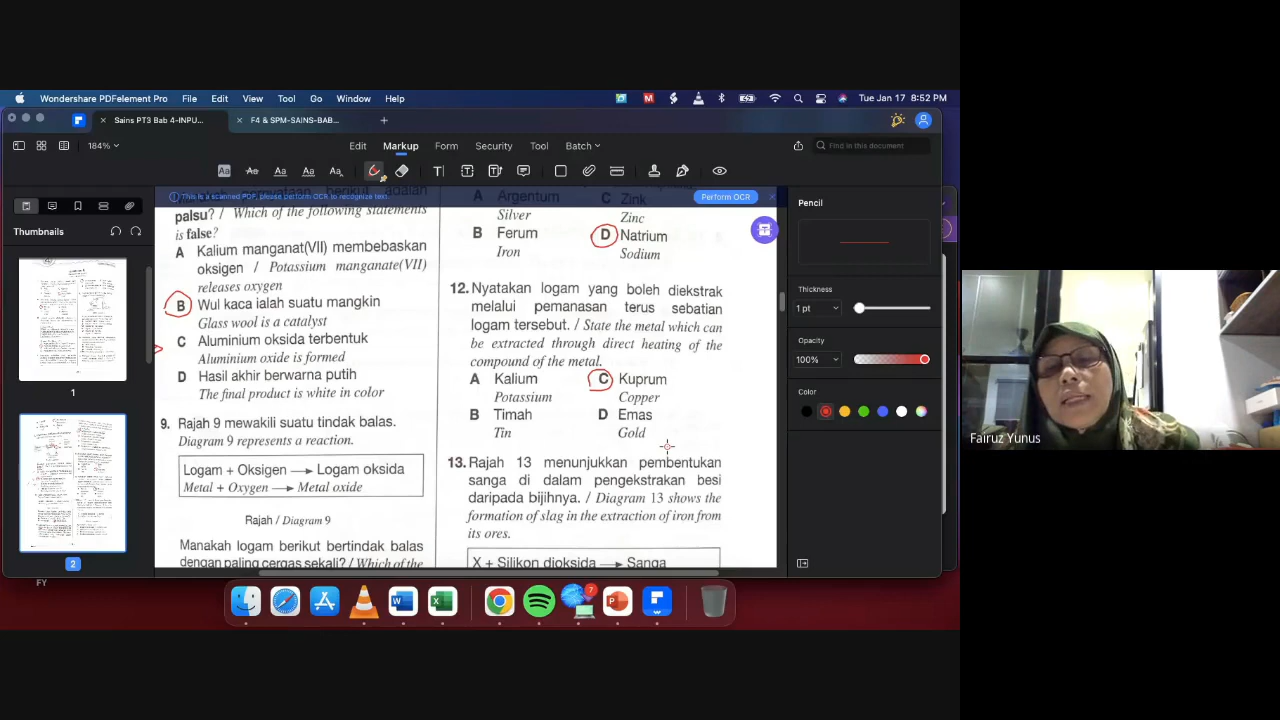 Wondershare PDFelement Pro File Edit View Tool Go Window Help
Tue Jan 17 8:52 PM
Sains PT3 Bab 4-INPU...
F4 & SPM-SAINS-BAB...
184%
Edit Markup Form Security Tool Batch
Find in this document
This is a scanned PDF, please perform OCR to recognize text.
Perform OCR
Thumbnails
1
2
palsu? / Which of the following statements
is false?
A Kalium manganat(VII) membebaskan
oksigen / Potassium manganate(VII)
releases oxygen
B Wul kaca ialah suatu mangkin
Glass wool is a catalyst
C Aluminium oksida terbentuk
Aluminium oxide is formed
D Hasil akhir berwarna putih
The final product is white in color
9. Rajah 9 mewakili suatu tindak balas.
Diagram 9 represents a reaction.
Logam + Oksigen → Logam oksida
Metal + Oxygen → Metal oxide
Rajah / Diagram 9
Manakah logam berikut bertindak balas
dengan paling cergas sekali? / Which of the
A Argentum C Zink
Silver Zinc
B Ferum D Natrium
Iron Sodium
12. Nyatakan logam yang boleh diekstrak
melalui pemanasan terus sebatian
logam tersebut. / State the metal which can
be extracted through direct heating of the
compound of the metal.
A Kalium C Kuprum
Potassium Copper
B Timah D Emas
Tin Gold
13. Rajah 13 menunjukkan pembentukan
sanga di dalam pengekstrakan besi
daripada bijihnya. / Diagram 13 shows the
formation of slag in the extraction of iron from
its ores.
X + Silikon dioksida → Sanga
Pencil
Thickness
1 pt
Opacity
100%
Color
FY
7
Fairuz Yunus